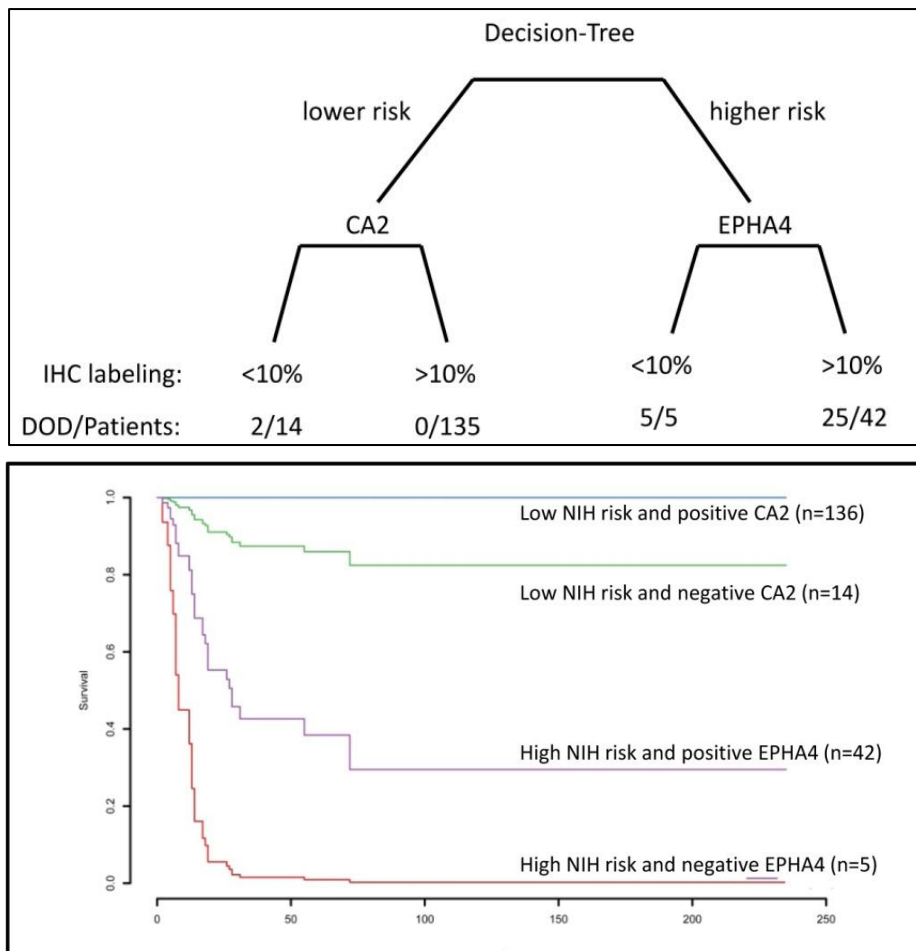 Decision-Tree
lower risk
higher risk
CA2
EPHA4
IHC labeling: <10% >10% <10% >10%
DOD/Patients: 2/14 0/135 5/5 25/42
1.0
0.8
0.6
0.4
0.2
0.0
Survival
Low NIH risk and positive CA2 (n=136)
Low NIH risk and negative CA2 (n=14)
High NIH risk and positive EPHA4 (n=42)
High NIH risk and negative EPHA4 (n=5)
0 50 100 150 200 250